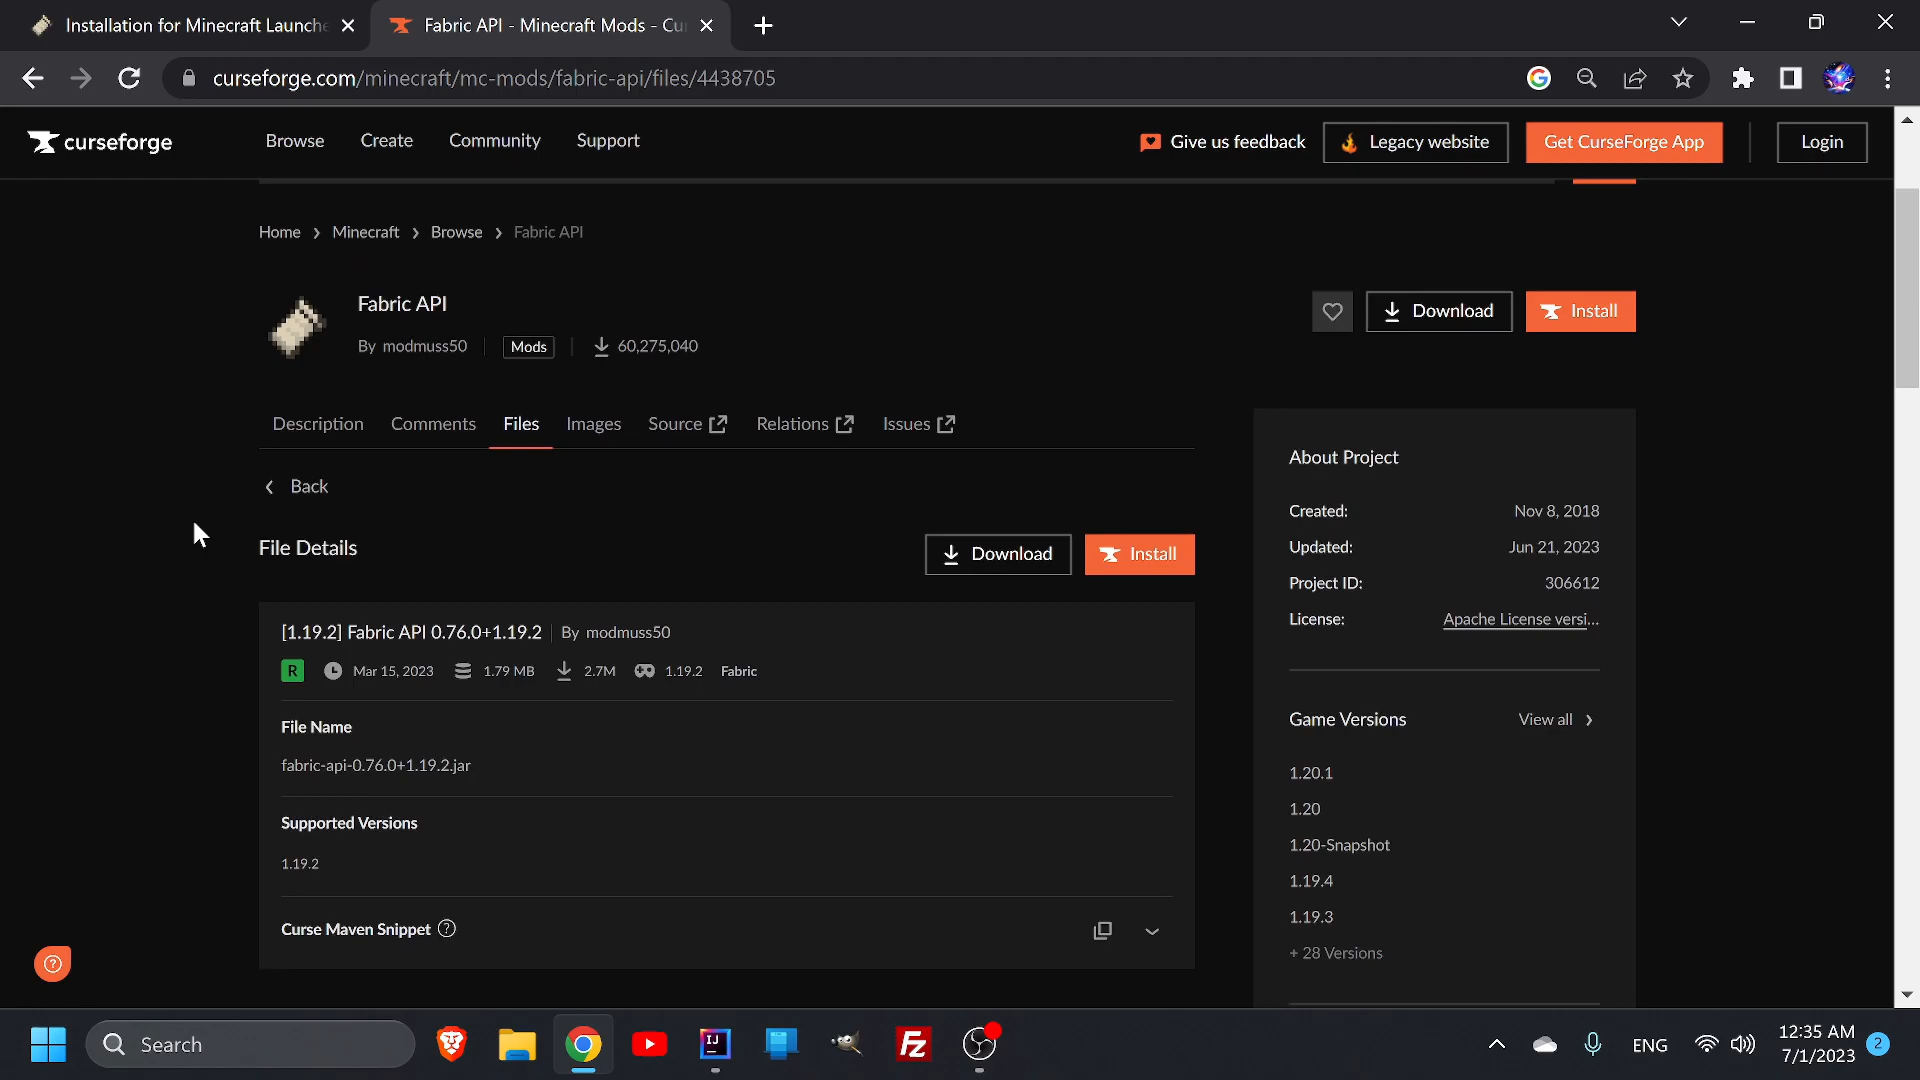 Installation for Minecraft Launche
Fabric API - Minecraft Mods - Cu
curseforge.com/minecraft/mc-mods/fabric-api/files/4438705
curseforge
Browse
Create
Community
Support
Give us feedback
Legacy website
Get CurseForge App
Login
Home > Minecraft > Browse > Fabric API
Fabric API
By modmuss50
Mods
60,275,040
Download
Install
Description
Comments
Files
Images
Source
Relations
Issues
Back
File Details
Download
Install
[1.19.2] Fabric API 0.76.0+1.19.2
By modmuss50
R
Mar 15, 2023
1.79 MB
2.7M
1.19.2
Fabric
File Name
fabric-api-0.76.0+1.19.2.jar
Supported Versions
1.19.2
Curse Maven Snippet ?
About Project
Created: Nov 8, 2018
Updated: Jun 21, 2023
Project ID: 306612
License: Apache License versi...
Game Versions
View all >
1.20.1
1.20
1.20-Snapshot
1.19.4
1.19.3
+ 28 Versions
Search
IJ
Fz
ENG
12:35 AM
7/1/2023
2